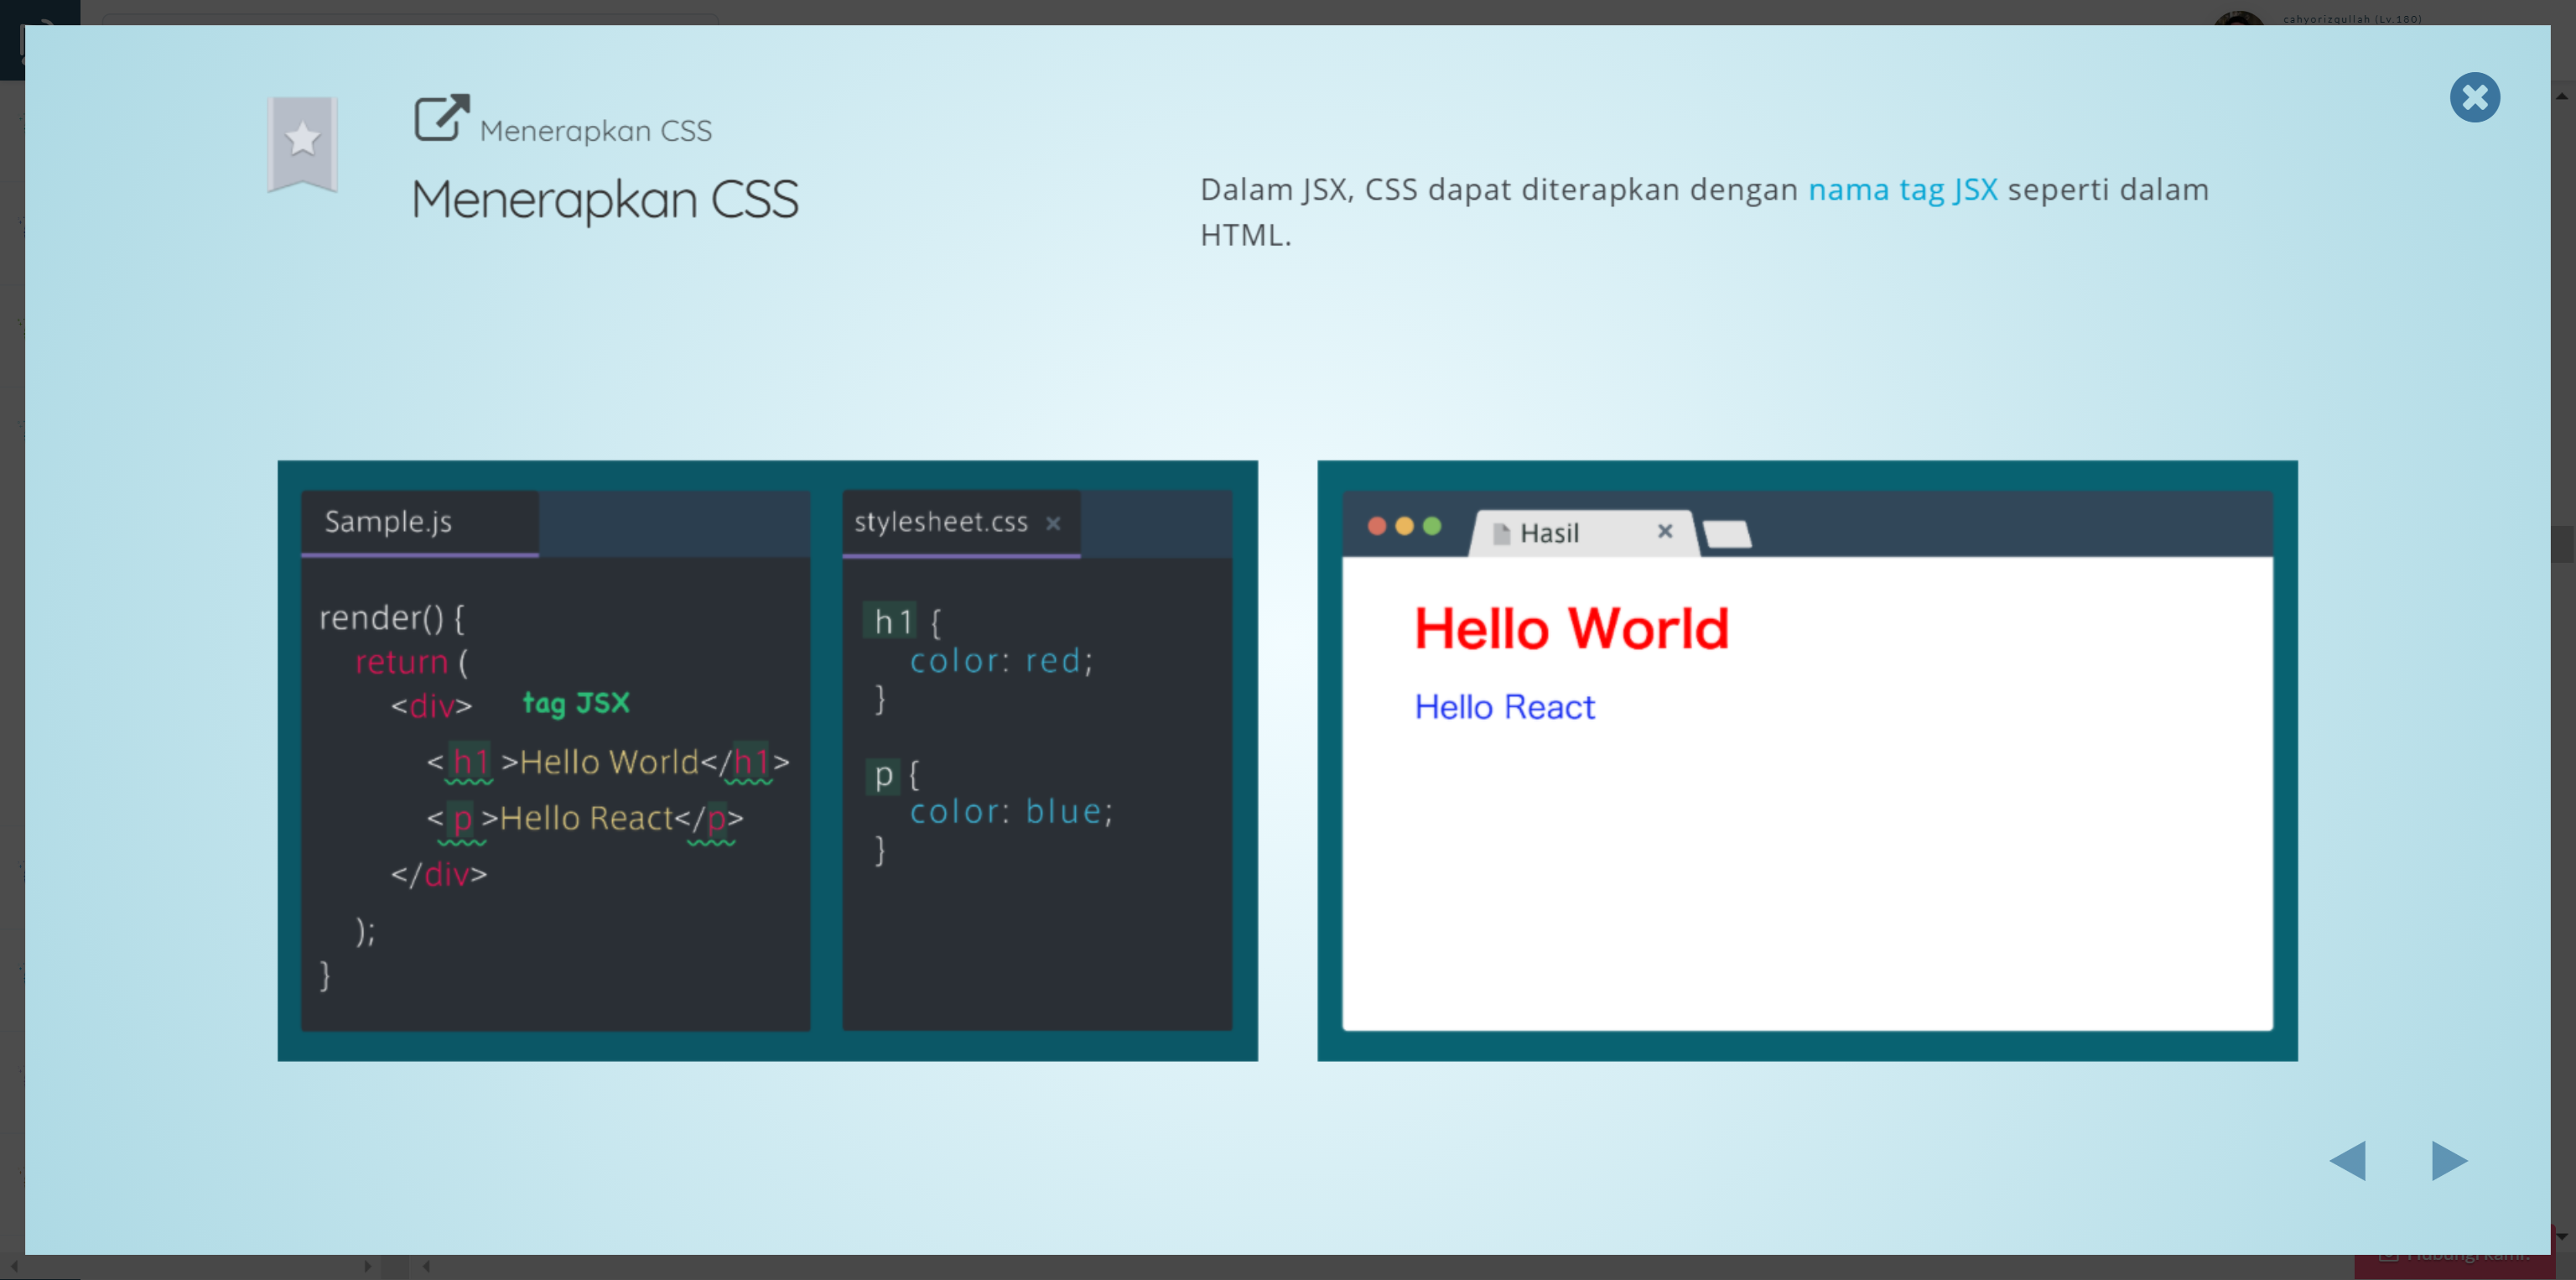 cahyorizqullah (Lv.180)
Menerapkan CSS
Menerapkan CSS
Dalam JSX, CSS dapat diterapkan dengan nama tag JSX seperti dalam
HTML.
Sample.js
render() {
return (
<div> tag JSX
< h1 >Hello World</h1>
< p >Hello React</p>
</div>
);
}
stylesheet.css
h1 {
color: red;
}
p {
color: blue;
}
Hasil
Hello World
Hello React